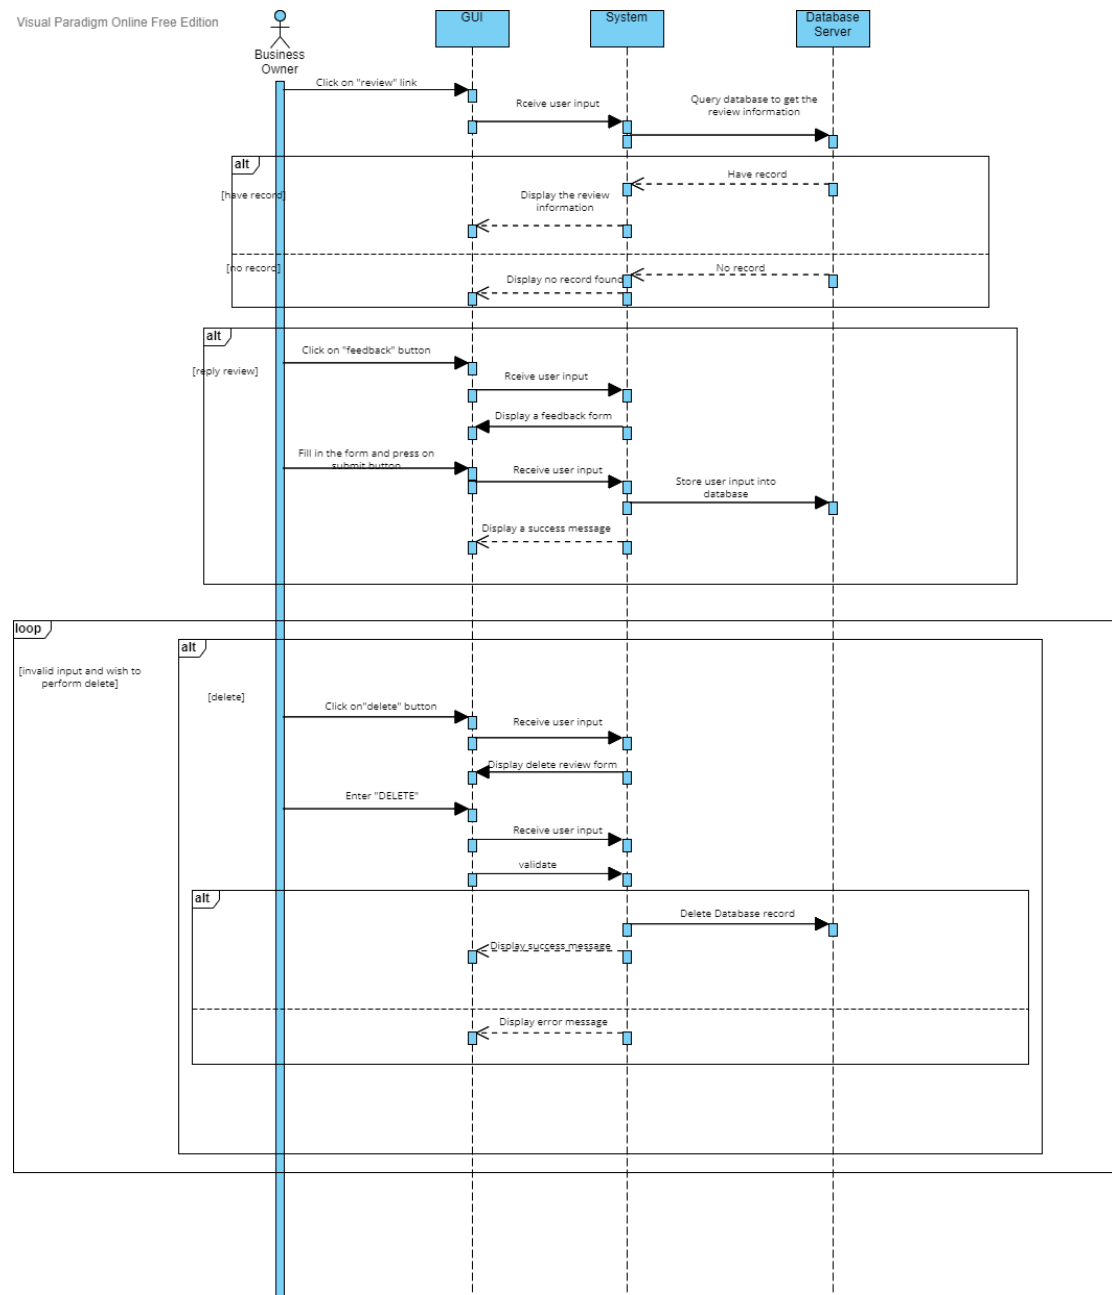 Visual Paradigm Online Free Edition
Business
Owner
GUI
System
Database
Server
Click on "review" link
Rceive user input
Query database to get the
review information
alt
[have record]
Have record
Display the review
information
[no record]
No record
Display no record found
alt
Click on "feedback" button
[reply review]
Rceive user input
Display a feedback form
Fill in the form and press on
submit button
Receive user input
Store user input into
database
Display a success message
loop
alt
[invalid input and wish to
perform delete]
[delete]
Click on"delete" button
Receive user input
Display delete review form
Enter "DELETE"
Receive user input
validate
alt
Delete Database record
Display success message
Display error message